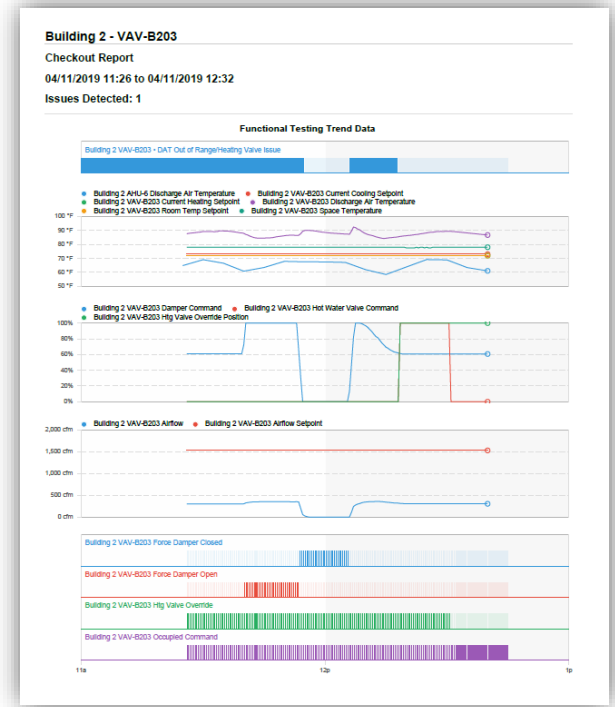 Building 2 - VAV-B203
Checkout Report
04/11/2019 11:26 to 04/11/2019 12:32
Issues Detected: 1
Functional Testing Trend Data
Building 2 VAV-B203 - DAT Out of Range/Heating Valve Issue
Building 2 AHU-6 Discharge Air Temperature Building 2 VAV-B203 Current Cooling Setpoint
Building 2 VAV-B203 Current Heating Setpoint Building 2 VAV-B203 Discharge Air Temperature
Building 2 VAV-B203 Room Temp Setpoint Building 2 VAV-B203 Space Temperature
100 °F
90 °F
80 °F
70 °F
60 °F
50 °F
Building 2 VAV-B203 Damper Command Building 2 VAV-B203 Hot Water Valve Command
Building 2 VAV-B203 Htg Valve Override Position
100%
80%
60%
40%
20%
0%
Building 2 VAV-B203 Airflow Building 2 VAV-B203 Airflow Setpoint
2,000 cfm
1,500 cfm
1,000 cfm
500 cfm
0 cfm
Building 2 VAV-B203 Force Damper Closed
Building 2 VAV-B203 Force Damper Open
Building 2 VAV-B203 Htg Valve Override
Building 2 VAV-B203 Occupied Command
11a 12p 1p